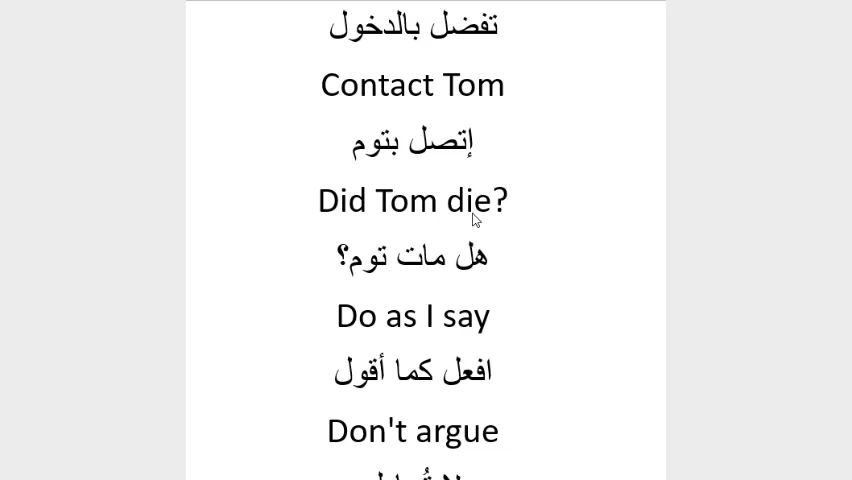 تفضل بالدخول
Contact Tom
إتصل بتوم
Did Tom die?
هل مات توم؟
Do as I say
افعل كما أقول
Don't argue